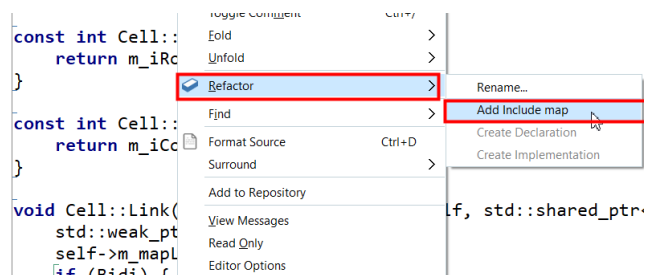 Toggle Comment Ctrl+/
const int Cell::
Fold
return m_iRo
Unfold
}
Refactor
Rename...
Add Include map
const int Cell::
Find
return m_iCo
Format Source Ctrl+D
Create Declaration
}
Surround
Create Implementation
Add to Repository
void Cell::Link(
lf, std::shared_ptr<
View Messages
std::weak_pt
Read Only
self->m_mapL
Editor Options
if (Bidi) {